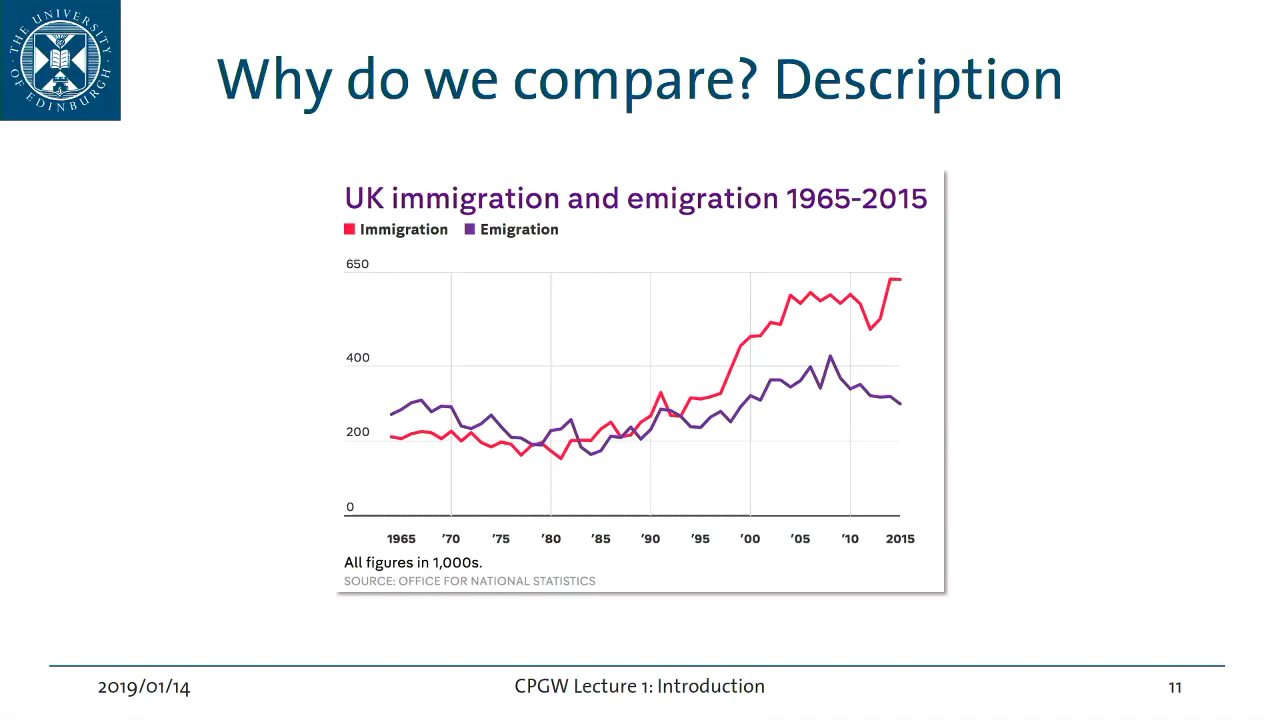 THE UNIVERSITY
OF EDINBURGH
Why do we compare? Description
UK immigration and emigration 1965-2015
Immigration Emigration
650
400
200
0
1965 ’70 ’75 ’80 ’85 ’90 ’95 ’00 ’05 ’10 2015
All figures in 1,000s.
SOURCE: OFFICE FOR NATIONAL STATISTICS
2019/01/14 CPGW Lecture 1: Introduction 11